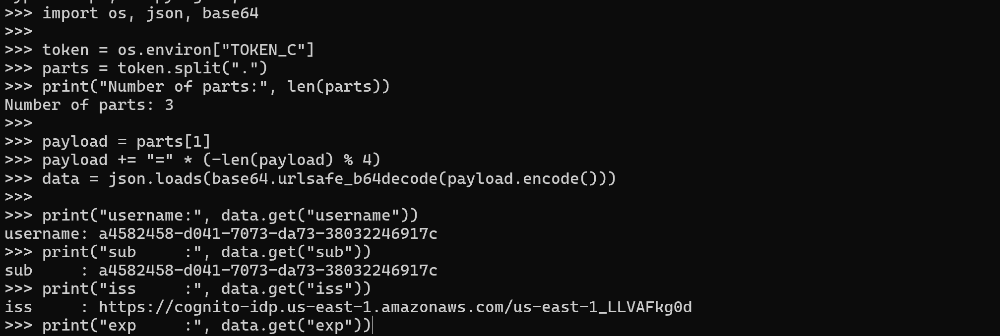 >>> import os, json, base64
>>>
>>> token = os.environ["TOKEN_C"]
>>> parts = token.split(".")
>>> print("Number of parts:", len(parts))
Number of parts: 3
>>>
>>> payload = parts[1]
>>> payload += "=" * (-len(payload) % 4)
>>> data = json.loads(base64.urlsafe_b64decode(payload.encode()))
>>>
>>> print("username:", data.get("username"))
username: a4582458-d041-7073-da73-38032246917c
>>> print("sub     :", data.get("sub"))
sub     : a4582458-d041-7073-da73-38032246917c
>>> print("iss     :", data.get("iss"))
iss     : https://cognito-idp.us-east-1.amazonaws.com/us-east-1_LLVAFkg0d
>>> print("exp     :", data.get("exp"))